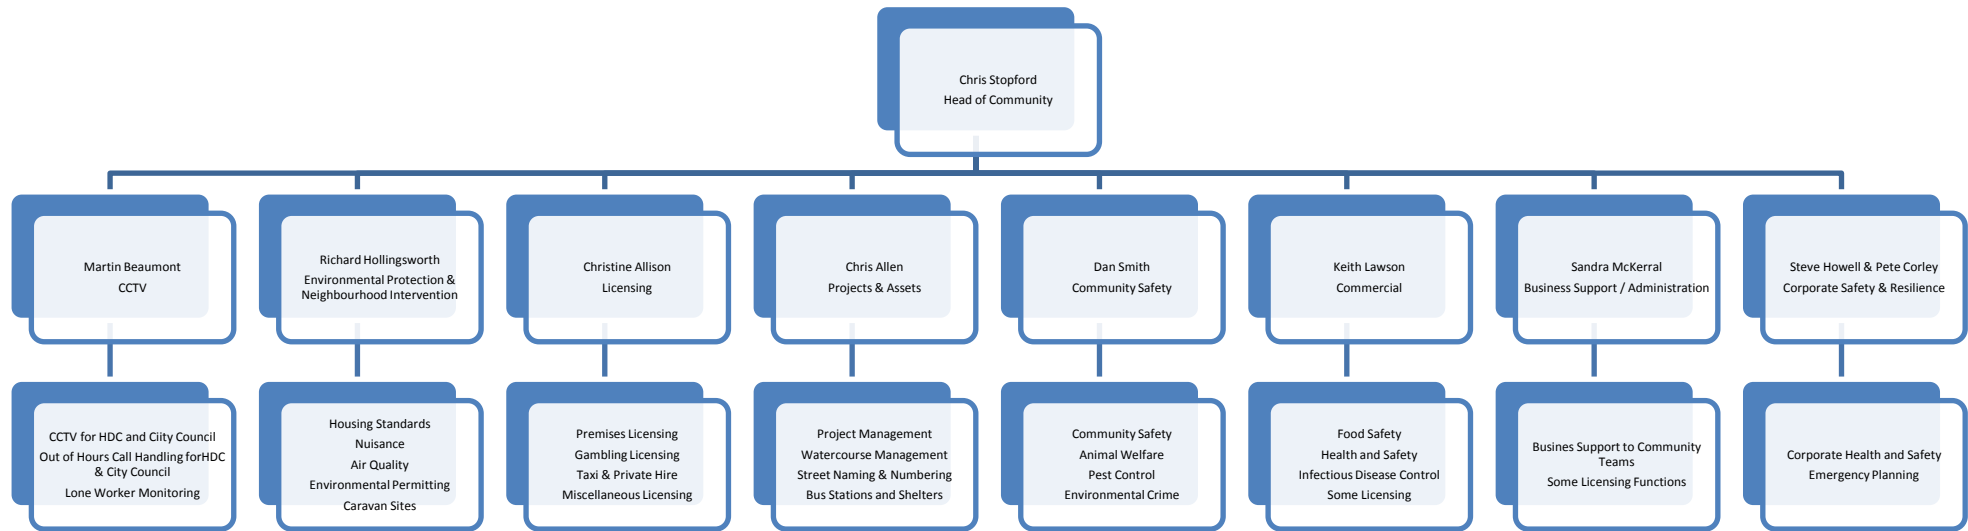 Chris Stopford
Head of Community
Martin Beaumont
CCTV
Richard Hollingsworth
Environmental Protection &
Neighbourhood Intervention
Christine Allison
Licensing
Chris Allen
Projects & Assets
Dan Smith
Community Safety
Keith Lawson
Commercial
Sandra McKerral
Business Support / Administration
Steve Howell & Pete Corley
Corporate Safety & Resilience
CCTV for HDC and Ciity Council
Out of Hours Call Handling forHDC
& City Council
Lone Worker Monitoring
Housing Standards
Nuisance
Air Quality
Environmental Permitting
Caravan Sites
Premises Licensing
Gambling Licensing
Taxi & Private Hire
Miscellaneous Licensing
Project Management
Watercourse Management
Street Naming & Numbering
Bus Stations and Shelters
Community Safety
Animal Welfare
Pest Control
Environmental Crime
Food Safety
Health and Safety
Infectious Disease Control
Some Licensing
Busines Support to Community
Teams
Some Licensing Functions
Corporate Health and Safety
Emergency Planning